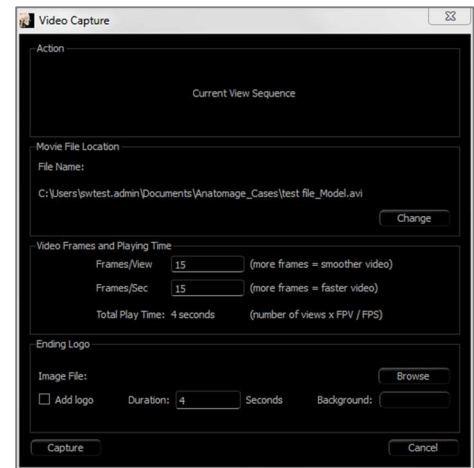 Video Capture
Action
Current View Sequence
Movie File Location
File Name:
C:\Users\swtest.admin\Documents\Anatomage_Cases\test file_Model.avi
Change
Video Frames and Playing Time
Frames/View 15 (more frames = smoother video)
Frames/Sec 15 (more frames = faster video)
Total Play Time: 4 seconds (number of views x FPV / FPS)
Ending Logo
Image File: Browse
Add logo Duration: 4 Seconds Background:
Capture Cancel